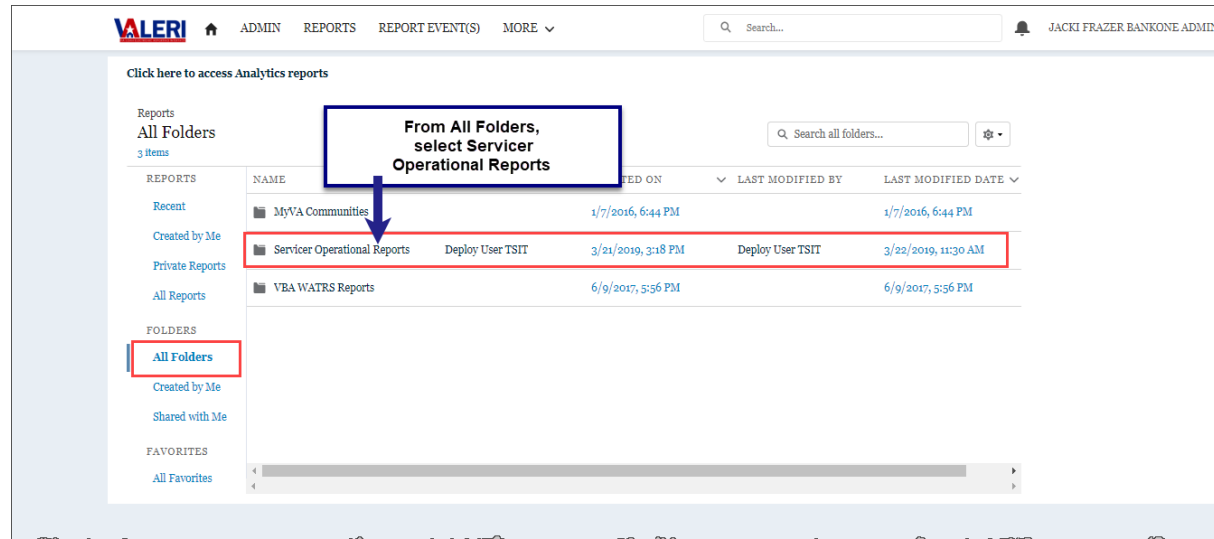 VALERI ADMIN REPORTS REPORT EVENT(S) MORE Search... JACKI FRAZER BANKONE ADMIN
Click here to access Analytics reports
Reports
All Folders
3 items
From All Folders,
select Servicer
Operational Reports
Search all folders...
REPORTS
Recent
Created by Me
Private Reports
All Reports
FOLDERS
All Folders
Created by Me
Shared with Me
FAVORITES
All Favorites
NAME TED ON LAST MODIFIED BY LAST MODIFIED DATE
MyVA Communities 1/7/2016, 6:44 PM 1/7/2016, 6:44 PM
Servicer Operational Reports Deploy User TSIT 3/21/2019, 3:18 PM Deploy User TSIT 3/22/2019, 11:30 AM
VBA WATRS Reports 6/9/2017, 5:56 PM 6/9/2017, 5:56 PM